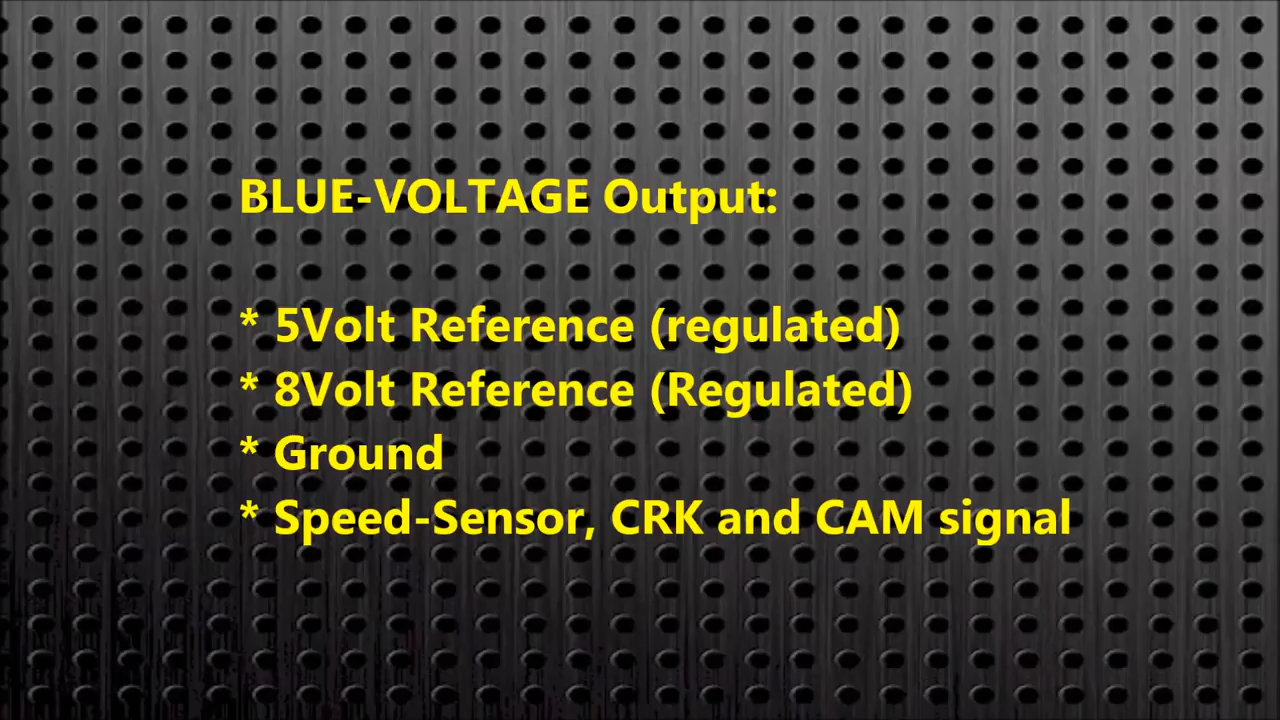 BLUE-VOLTAGE Output:
* 5Volt Reference (regulated)
* 8Volt Reference (Regulated)
* Ground
* Speed-Sensor, CRK and CAM signal